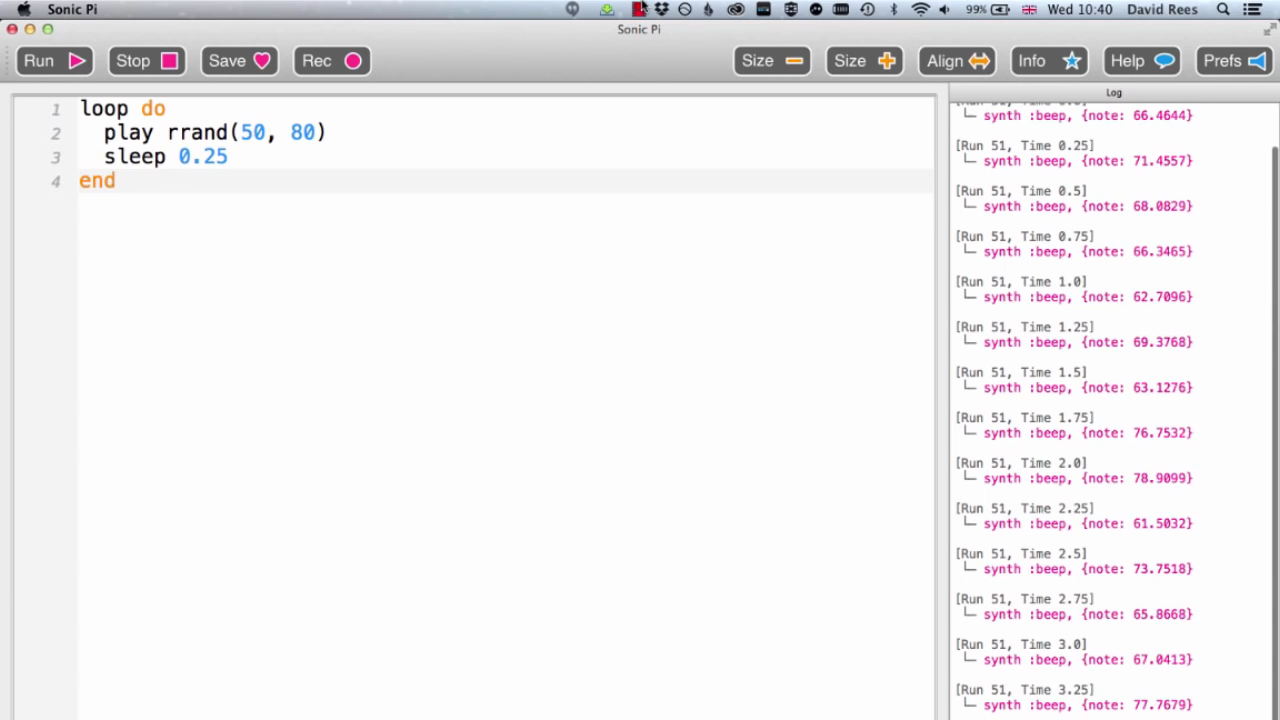 Sonic Pi 99% Wed 10:40 David Rees
Sonic Pi
Run Stop Save Rec Size Size Align Info Help Prefs
1 loop do
2 play rrand(50, 80)
3 sleep 0.25
4 end
Log
└─ synth :beep, {note: 66.4644}
[Run 51, Time 0.25]
└─ synth :beep, {note: 71.4557}
[Run 51, Time 0.5]
└─ synth :beep, {note: 68.0829}
[Run 51, Time 0.75]
└─ synth :beep, {note: 66.3465}
[Run 51, Time 1.0]
└─ synth :beep, {note: 62.7096}
[Run 51, Time 1.25]
└─ synth :beep, {note: 69.3768}
[Run 51, Time 1.5]
└─ synth :beep, {note: 63.1276}
[Run 51, Time 1.75]
└─ synth :beep, {note: 76.7532}
[Run 51, Time 2.0]
└─ synth :beep, {note: 78.9099}
[Run 51, Time 2.25]
└─ synth :beep, {note: 61.5032}
[Run 51, Time 2.5]
└─ synth :beep, {note: 73.7518}
[Run 51, Time 2.75]
└─ synth :beep, {note: 65.8668}
[Run 51, Time 3.0]
└─ synth :beep, {note: 67.0413}
[Run 51, Time 3.25]
└─ synth :beep, {note: 77.7679}